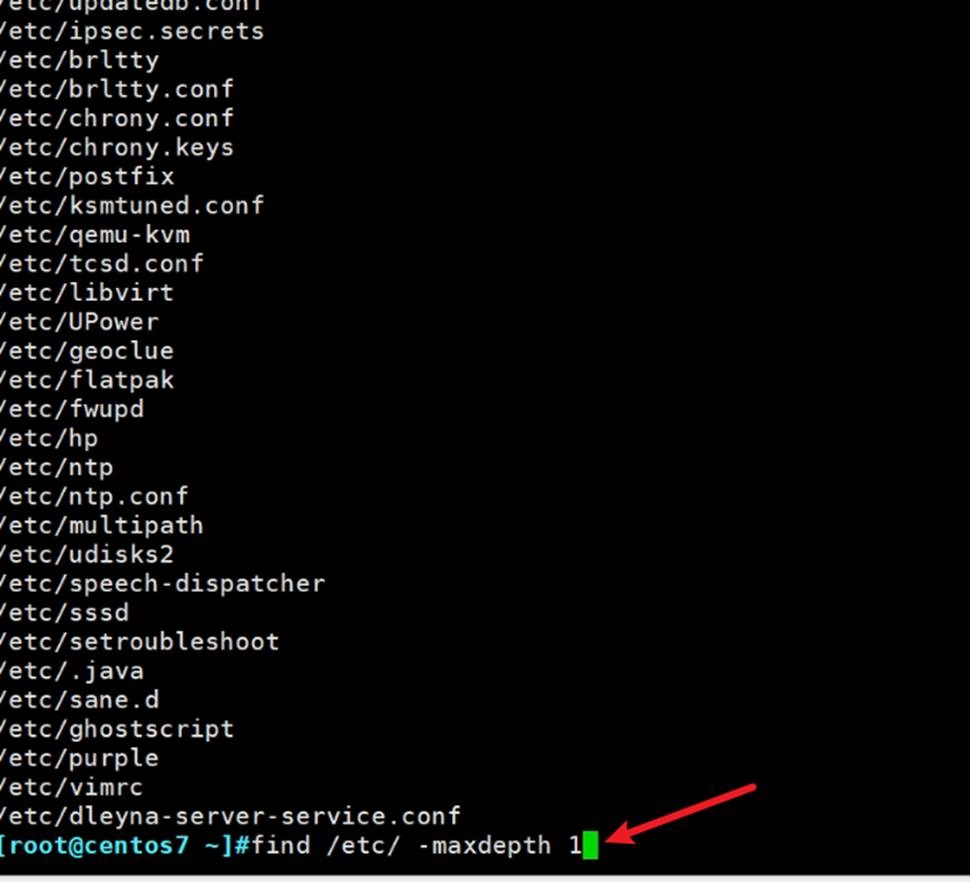 /etc/updatedb.conf
/etc/ipsec.secrets
/etc/brltty
/etc/brltty.conf
/etc/chrony.conf
/etc/chrony.keys
/etc/postfix
/etc/ksmtuned.conf
/etc/qemu-kvm
/etc/tcsd.conf
/etc/libvirt
/etc/UPower
/etc/geoclue
/etc/flatpak
/etc/fwupd
/etc/hp
/etc/ntp
/etc/ntp.conf
/etc/multipath
/etc/udisks2
/etc/speech-dispatcher
/etc/sssd
/etc/setroubleshoot
/etc/.java
/etc/sane.d
/etc/ghostscript
/etc/purple
/etc/vimrc
/etc/dleyna-server-service.conf
[root@centos7 ~]#find /etc/ -maxdepth 1